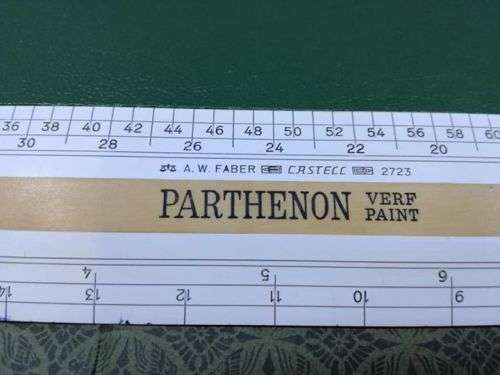 36 38 40 42 44 46 48 50 52 54 56 58 60
30 28 26 24 22 20
A. W. FABER CASTELL 2723
PARTHENON VERF
PAINT
4 5 6
14 13 12 11 10 9